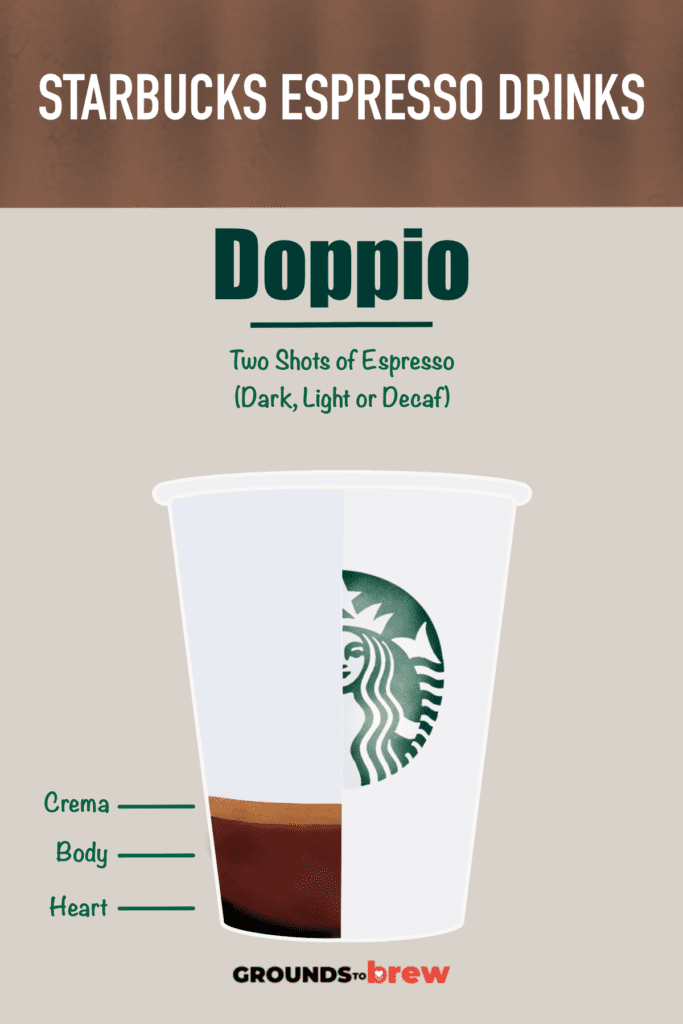 STARBUCKS ESPRESSO DRINKS
Doppio
Two Shots of Espresso
(Dark, Light or Decaf)
Crema
Body
Heart
GROUNDS TO brew